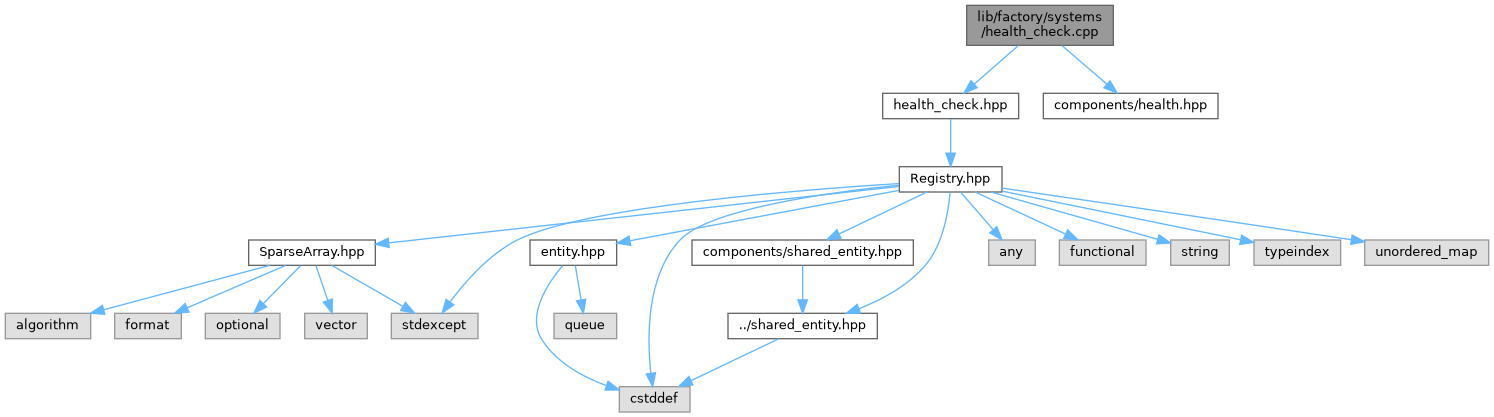 lib/factory/systems
/health_check.cpp
health_check.hpp
components/health.hpp
Registry.hpp
SparseArray.hpp
entity.hpp
components/shared_entity.hpp
any
functional
string
typeindex
unordered_map
algorithm
format
optional
vector
stdexcept
queue
../shared_entity.hpp
cstddef